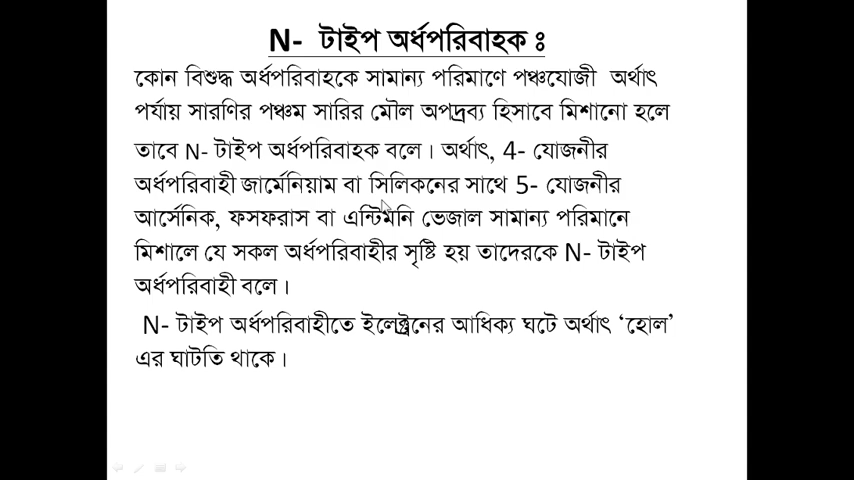 N- টাইপ অর্ধপরিবাহক ঃ
কোন বিশুদ্ধ অর্ধপরিবাহকে সামান্য পরিমাণে পঞ্চযোজী অর্থাৎ
পর্যায় সারণির পঞ্চম সারির মৌল অপদ্রব্য হিসাবে মিশানো হলে
তাবে N- টাইপ অর্ধপরিবাহক বলে। অর্থাৎ, 4- যোজনীর
অর্ধপরিবাহী জার্মেনিয়াম বা সিলিকনের সাথে 5- যোজনীর
আর্সেনিক, ফসফরাস বা এন্টিমনি ভেজাল সামান্য পরিমানে
মিশালে যে সকল অর্ধপরিবাহীর সৃষ্টি হয় তাদেরকে N- টাইপ
অর্ধপরিবাহী বলে।
N- টাইপ অর্ধপরিবাহীতে ইলেক্ট্রনের আধিক্য ঘটে অর্থাৎ ‘হোল’
এর ঘাটতি থাকে।